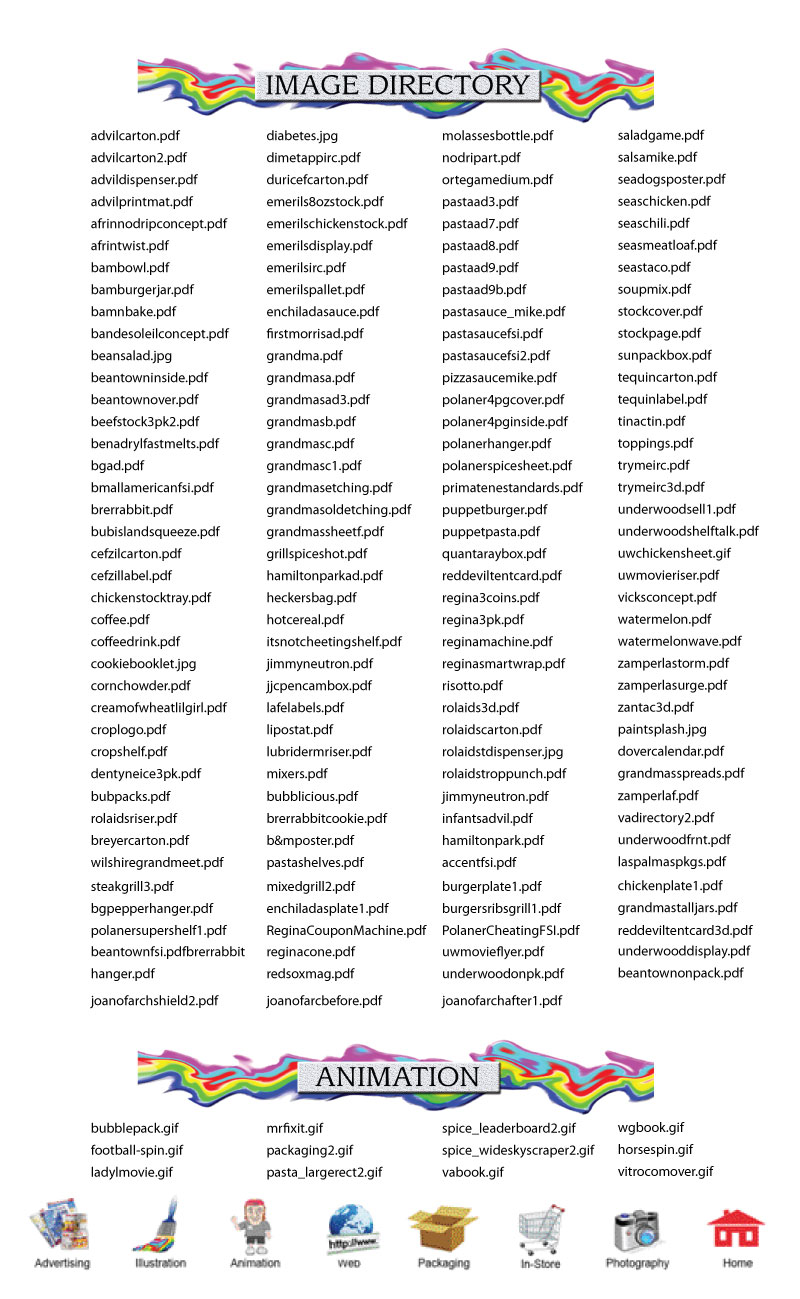 IMAGE DIRECTORY
advilcarton.pdf diabetes.jpg molassesbottle.pdf saladgame.pdf
advilcarton2.pdf dimetappirc.pdf nodripart.pdf salsamike.pdf
advildispenser.pdf duricefcarton.pdf ortegamedium.pdf seadogsposter.pdf
advilprintmat.pdf emerils8ozstock.pdf pastaad3.pdf seaschicken.pdf
afrinnodripconcept.pdf emerilschickenstock.pdf pastaad7.pdf seaschili.pdf
afrintwist.pdf emerilsdisplay.pdf pastaad8.pdf seasmeatloaf.pdf
bambowl.pdf emerilsirc.pdf pastaad9.pdf seastaco.pdf
bamburgerjar.pdf emerilspallet.pdf pastaad9b.pdf soupmix.pdf
bamnbake.pdf enchiladasauce.pdf pastasauce_mike.pdf stockcover.pdf
bandesoleilconcept.pdf firstmorrisad.pdf pastasaucefsi.pdf stockpage.pdf
beansalad.jpg grandma.pdf pastasaucefsi2.pdf sunpackbox.pdf
beantowninside.pdf grandmasa.pdf pizzasaucemike.pdf tequincarton.pdf
beantownover.pdf grandmasad3.pdf polaner4pgcover.pdf tequinlabel.pdf
beefstock3pk2.pdf grandmasb.pdf polaner4pginside.pdf tinactin.pdf
benadrylfastmelts.pdf grandmasc.pdf polanerhanger.pdf toppings.pdf
bgad.pdf grandmasc1.pdf polanerspicesheet.pdf trymeirc.pdf
bmallamericanfsi.pdf grandmasetching.pdf primatenestandards.pdf trymeirc3d.pdf
brerrabbit.pdf grandmasoldetching.pdf puppetburger.pdf underwoodsell1.pdf
bubislandsqueeze.pdf grandmassheetf.pdf puppetpasta.pdf underwoodshelftalk.pdf
cefzilcarton.pdf grillspiceshot.pdf quantaraybox.pdf uwchickensheet.gif
cefzillabel.pdf hamiltonparkad.pdf reddeviltentcard.pdf uwmovieriser.pdf
chickenstocktray.pdf heckersbag.pdf regina3coins.pdf vicksconcept.pdf
coffee.pdf hotcereal.pdf regina3pk.pdf watermelon.pdf
coffeedrink.pdf itsnotcheetingshelf.pdf reginamachine.pdf watermelonwave.pdf
cookiebooklet.jpg jimmyneutron.pdf reginasmartwrap.pdf zamperlastorm.pdf
cornchowder.pdf jjcpencambox.pdf risotto.pdf zamperlasurge.pdf
creamofwheatlilgirl.pdf lafelabels.pdf rolaids3d.pdf zantac3d.pdf
croplogo.pdf lipostat.pdf rolaidscarton.pdf paintsplash.jpg
cropshelf.pdf lubridermriser.pdf rolaidstdispenser.jpg dovercalendar.pdf
dentyneice3pk.pdf mixers.pdf rolaidstroppunch.pdf grandmasspreads.pdf
bubpacks.pdf bubblicious.pdf jimmyneutron.pdf zamperlaf.pdf
rolaidsriser.pdf brerrabbitcookie.pdf infantsadvil.pdf vadirectory2.pdf
breyercarton.pdf b&mposter.pdf hamiltonpark.pdf underwoodfrnt.pdf
wilshiregrandmeet.pdf pastashelves.pdf accentfsi.pdf laspalmaspkgs.pdf
steakgrill3.pdf mixedgrill2.pdf burgerplate1.pdf chickenplate1.pdf
bgpepperhanger.pdf enchiladasplate1.pdf burgersribsgrill1.pdf grandmastalljars.pdf
polanersupershelf1.pdf ReginaCouponMachine.pdf PolanerCheatingFSI.pdf reddeviltentcard3d.pdf
beantownfsi.pdfbrerrabbit reginacone.pdf uwmovieflyer.pdf underwooddisplay.pdf
hanger.pdf redsoxmag.pdf underwoodonpk.pdf beantownonpack.pdf
joanofarchshield2.pdf joanofarcbefore.pdf joanofarchafter1.pdf
ANIMATION
bubblepack.gif mrfixit.gif spice_leaderboard2.gif wgbook.gif
football-spin.gif packaging2.gif spice_wideskyscraper2.gif horsespin.gif
ladylmovie.gif pasta_largerect2.gif vabook.gif vitrocomover.gif
http://www.
Advertising Illustration Animation Web Packaging In-Store Photography Home